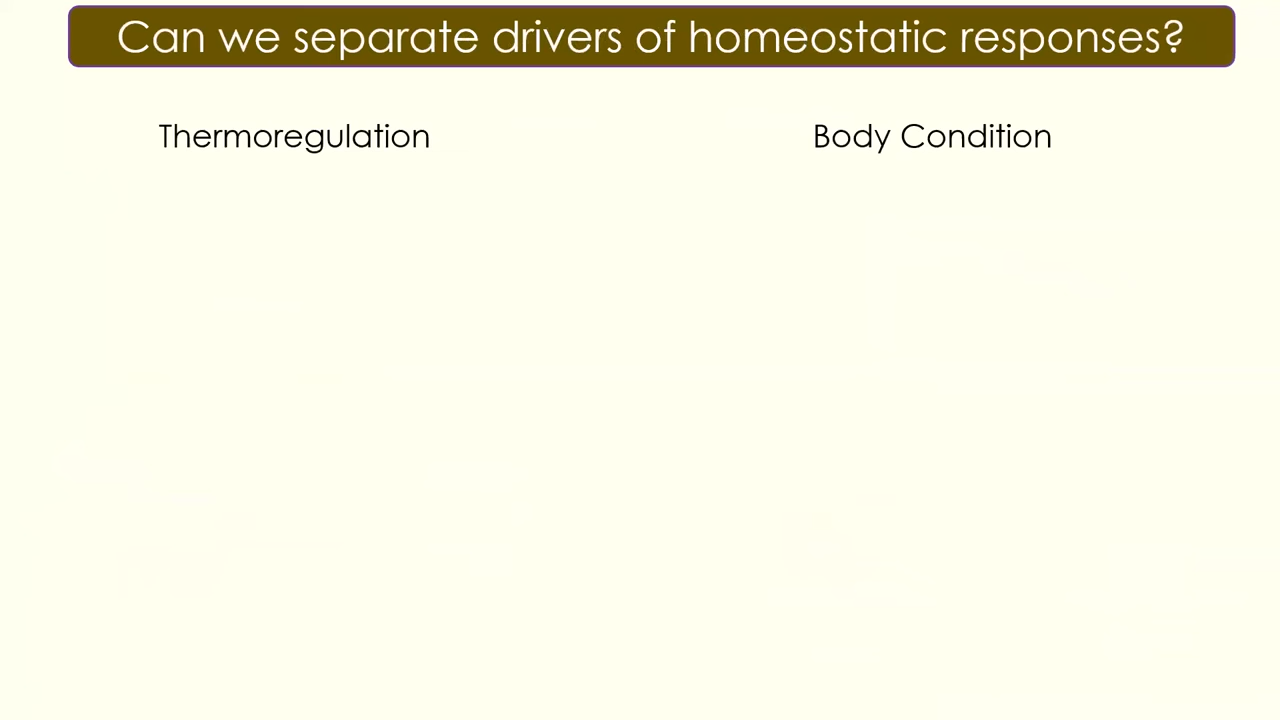 Can we separate drivers of homeostatic responses?
Thermoregulation
Body Condition